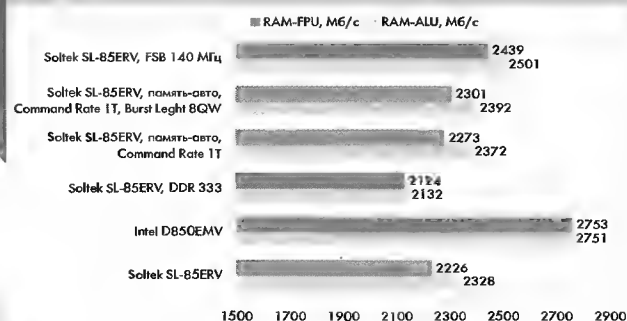 RAM-FPU, Мб/с RAM-ALU, Мб/с
Soltek SL-85ERV, FSB 140 МГц
2439
2501
Soltek SL-85ERV, память-авто,
Command Rate 1T, Burst Leght 8QW
2301
2392
Soltek SL-85ERV, память-авто,
Command Rate 1T
2273
2372
Soltek SL-85ERV, DDR 333
2124
2132
Intel D850EMV
2753
2751
Soltek SL-85ERV
2226
2328
1500 1700 1900 2100 2300 2500 2700 2900